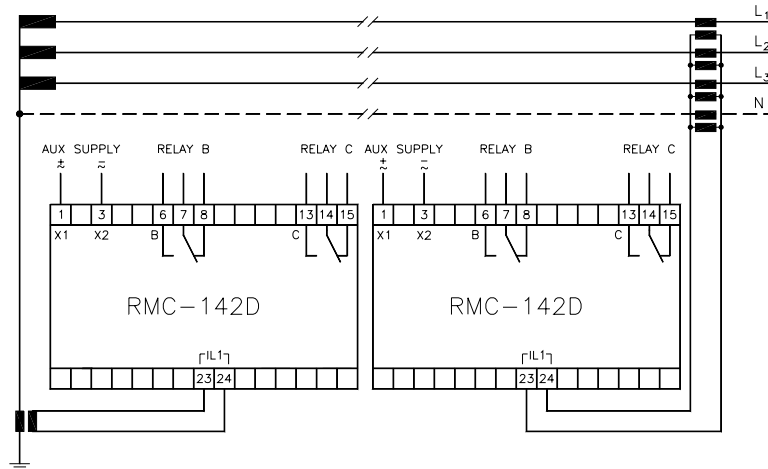 L1
L2
L3
N
AUX SUPPLY RELAY B RELAY C AUX SUPPLY RELAY B RELAY C
± ~ = ~ ± ~ = ~
1 3 6 7 8 13 14 15 1 3 6 7 8 13 14 15
X1 X2 B C X1 X2 B C
RMC-142D RMC-142D
IL1 IL1
23 24 23 24